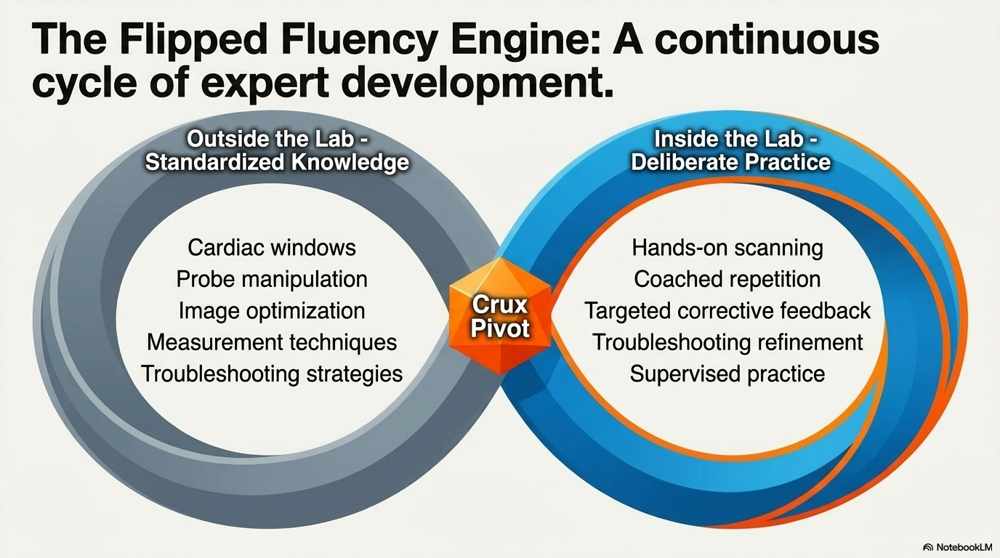 The Flipped Fluency Engine: A continuous
cycle of expert development.
Outside the Lab -
Standardized Knowledge
Cardiac windows
Probe manipulation
Image optimization
Measurement techniques
Troubleshooting strategies
Crux
Pivot
Inside the Lab -
Deliberate Practice
Hands-on scanning
Coached repetition
Targeted corrective feedback
Troubleshooting refinement
Supervised practice
NotebookLM